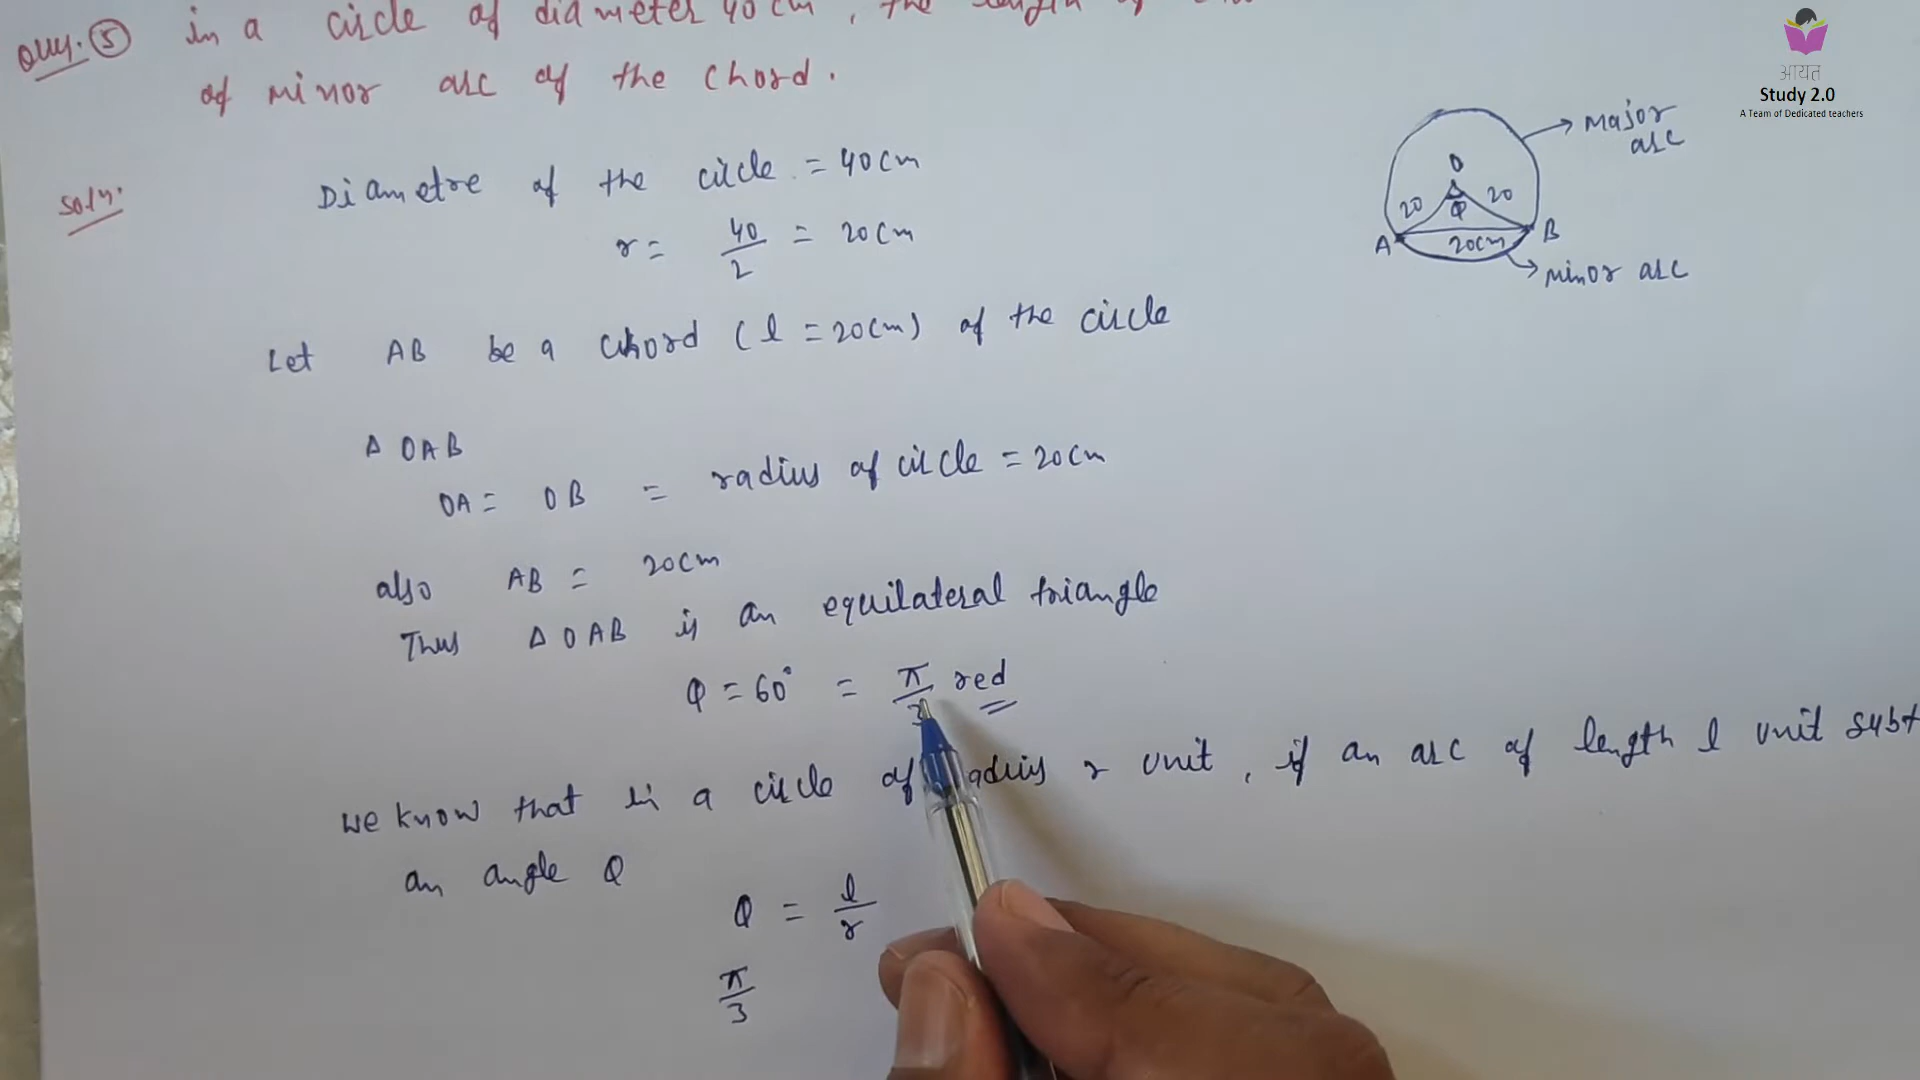 Ques. 5 in a circle of diameter 40 cm, the length of
of minor arc of the chord.
Soln.
Diametre of the circle = 40cm
r = 40/2 = 20cm
Let AB be a chord (l = 20cm) of the circle
Δ OAB
OA = OB = radius of circle = 20cm
also AB = 20cm
Thus Δ OAB is an equilateral triangle
θ = 60° = π/3 red
we know that in a circle of radius r unit, if an arc of length l unit subt
an angle θ
θ = l/r
π/3
Major
arc
O
20 θ 20
A 20cm B
Minor arc
आयत
Study 2.0
A Team of Dedicated teachers